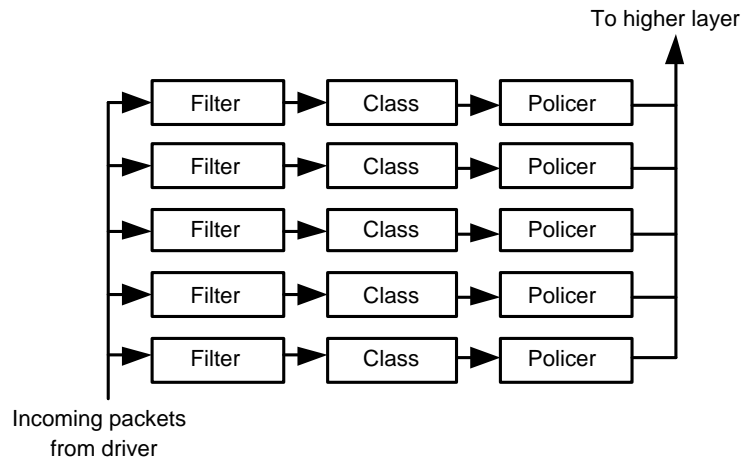 To higher layer
Filter Class Policer
Filter Class Policer
Filter Class Policer
Filter Class Policer
Filter Class Policer
Incoming packets
from driver